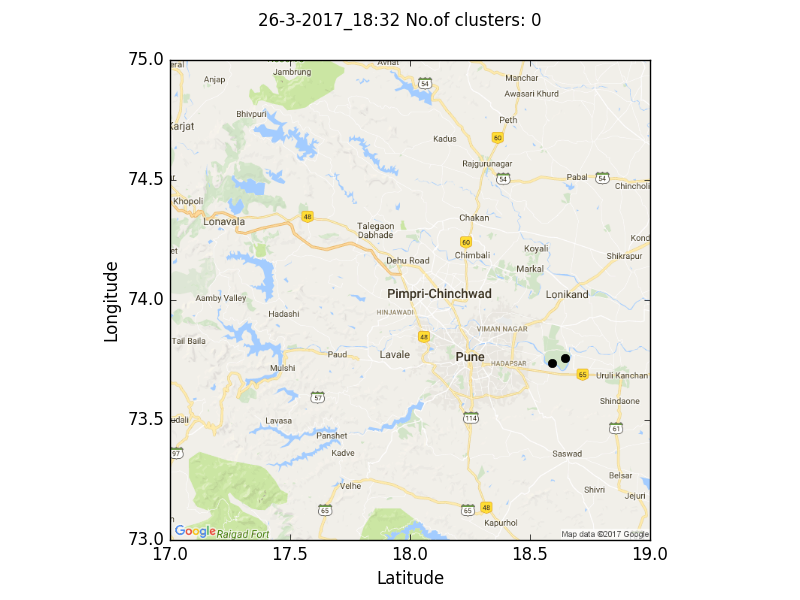 26-3-2017_18:32 No.of clusters: 0
75.0
74.5
74.0
73.5
73.0
Longitude
Jambrung
Anjap
54
Manchar
Awasari Khurd
Bhivpuri
Peth
Karjat
Kadus
60
Rajgurunagar
54
Pabal
54
Chincholi
Khopoli
Lonavala
48
Chakan
Talegaon
Dabhade
60
Koyali
Kond
Chimbali
Shikrapur
Dehu Road
Markal
Aamby Valley
Pimpri-Chinchwad
Lonikand
Hadashi
HINJAWADI
VIMAN NAGAR
Tail Baila
48
Paud
Lavale
Pune
HADAPSAR
Mulshi
65
Uruli Kanchan
57
Shindaone
Lavasa
114
61
Panshet
Kadve
97
Saswad
Belsar
Velhe
Shivri
Jejuri
65
65
48
Kapurhol
Google
Raigad Fort
Map data ©2017 Google
17.0 17.5 18.0 18.5 19.0
Latitude